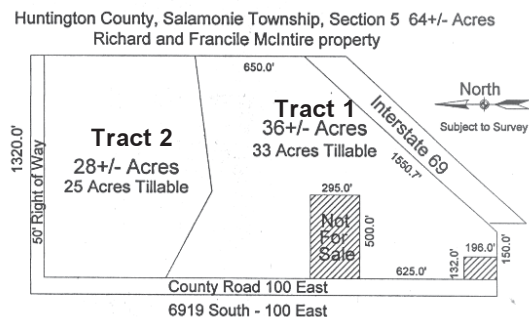 Huntington County, Salamonie Township, Section 5 64+/- Acres
Richard and Francile McIntire property
650.0'
North
Subject to Survey
Interstate 69
1550.7'
1320.0'
50' Right of Way
Tract 2
28+/- Acres
25 Acres Tillable
Tract 1
36+/- Acres
33 Acres Tillable
295.0'
Not
For
Sale
500.0'
625.0'
132.0'
196.0'
150.0'
County Road 100 East
6919 South - 100 East